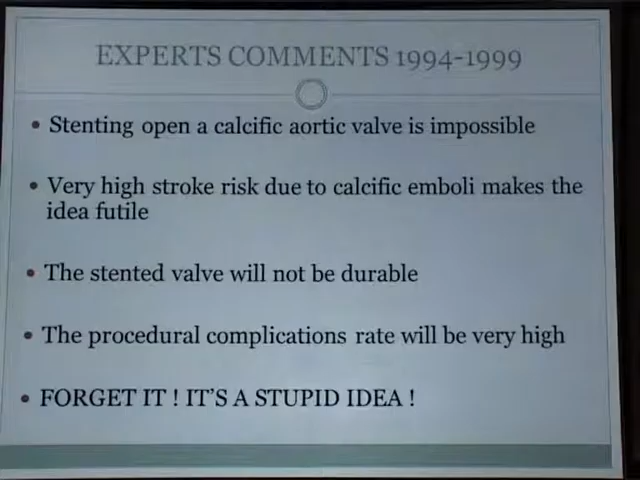 EXPERTS COMMENTS 1994-1999
• Stenting open a calcific aortic valve is impossible
• Very high stroke risk due to calcific emboli makes the
idea futile
• The stented valve will not be durable
• The procedural complications rate will be very high
• FORGET IT ! IT'S A STUPID IDEA !